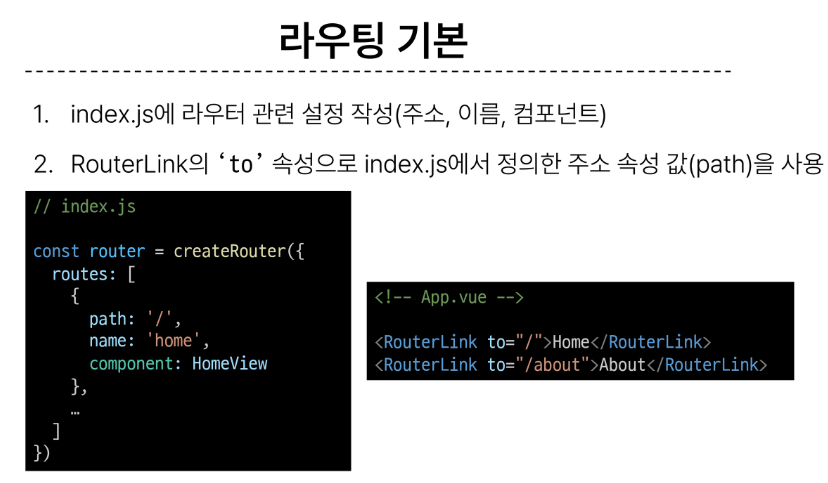 라우팅 기본
1. index.js에 라우터 관련 설정 작성(주소, 이름, 컴포넌트)
2. RouterLink의 ‘to’ 속성으로 index.js에서 정의한 주소 속성 값(path)을 사용
// index.js
const router = createRouter({
  routes: [
    {
      path: '/',
      name: 'home',
      component: HomeView
    },
    …
  ]
})
<!-- App.vue -->
<RouterLink to="/">Home</RouterLink>
<RouterLink to="/about">About</RouterLink>